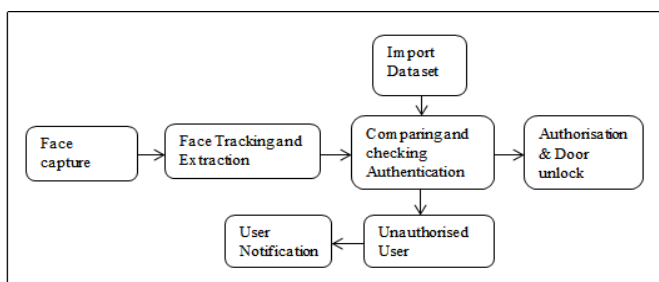 Import
Dataset
Face
capture
Face Tracking and
Extraction
Comparing and
checking
Authentication
Authorisation
& Door
unlock
User
Notification
Unauthorised
User